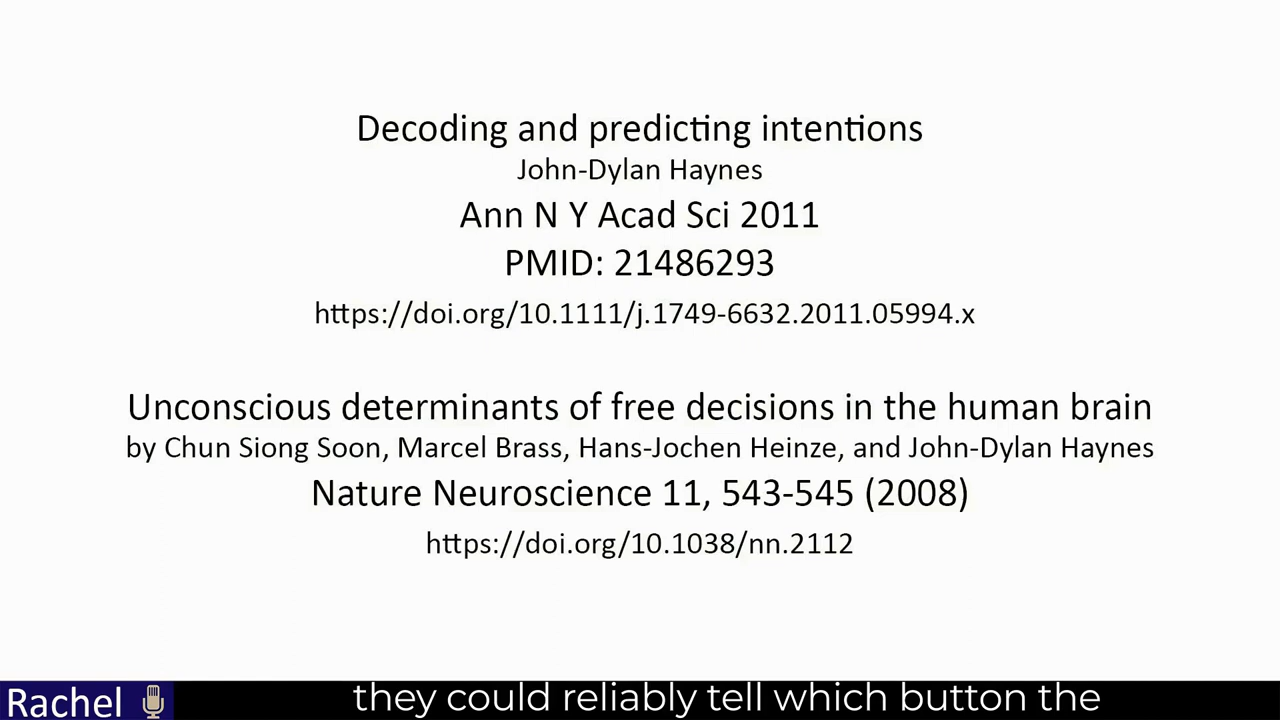 Decoding and predicting intentions
John-Dylan Haynes
Ann N Y Acad Sci 2011
PMID: 21486293
https://doi.org/10.1111/j.1749-6632.2011.05994.x
Unconscious determinants of free decisions in the human brain
by Chun Siong Soon, Marcel Brass, Hans-Jochen Heinze, and John-Dylan Haynes
Nature Neuroscience 11, 543-545 (2008)
https://doi.org/10.1038/nn.2112
Rachel
they could reliably tell which button the